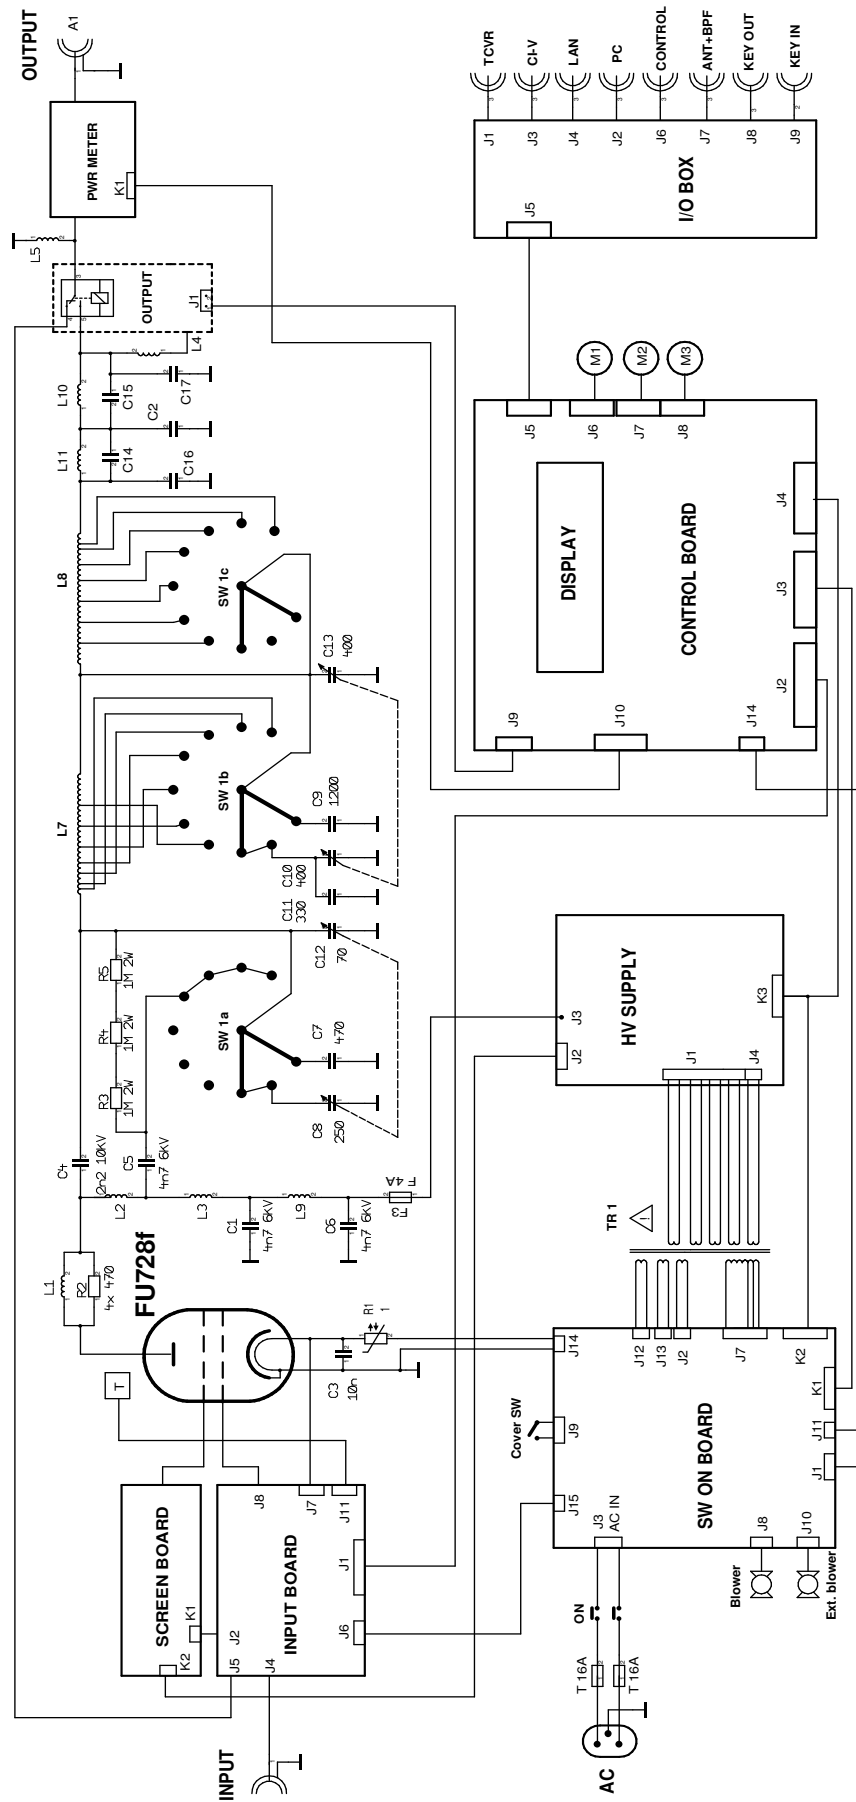 OUTPUT
A1
PWR METER
K1
L5
2
1
OUTPUT
3
4
5
J1
L4
L10
C15
C2
C17
L11
C14
C16
L8
SW 1c
C13
400
L7
SW 1b
C9
1200
C10
400
C11
330
C12
70
R5
1M 2W
R4
1M 2W
R3
1M 2W
SW 1a
C7
470
C8
250
C4
2n2 10KV
C5
4n7 6KV
L2
L3
C1
4n7 6KV
L9
C6
4n7 6KV
F3
F 4A
L1
R2
4x 470
FU728f
T
R1
1
C3
10n
SCREEN BOARD
K2
K1
INPUT BOARD
J2
J5
J4
J8
J7
J11
J1
J6
INPUT
TCVR
CI-V
LAN
PC
CONTROL
ANT+BPF
KEY OUT
KEY IN
J1
J3
J4
J2
J6
J7
J8
J9
J5
I/O BOX
M1
M2
M3
J5
J6
J7
J8
DISPLAY
CONTROL BOARD
J4
J3
J2
J9
J10
J14
J3
J2
HV SUPPLY
K3
J1
J4
TR 1
!
J14
J12
J13
J2
J7
K2
Cover SW
J9
K1
J11
J1
J15
SW ON BOARD
J3
AC IN
J8
J10
ON
T 16A
T 16A
Blower
Ext. blower
AC